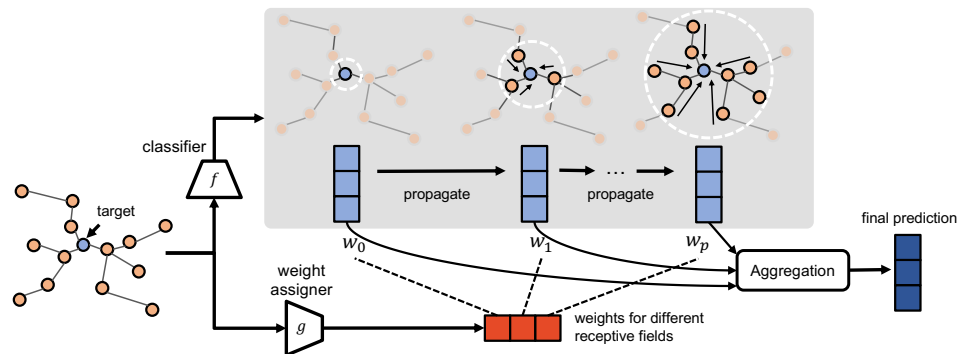 classifier
f
target
propagate
...
propagate
final prediction
w₀
w₁
wₚ
Aggregation
weight
assigner
g
weights for different
receptive fields